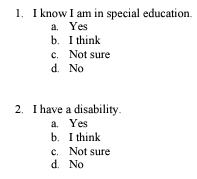 1. I know I am in special education.
a. Yes
b. I think
c. Not sure
d. No
2. I have a disability.
a. Yes
b. I think
c. Not sure
d. No